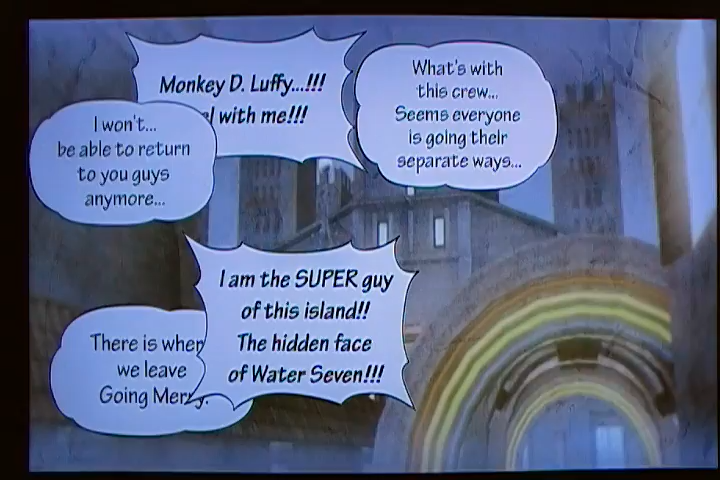 Monkey D. Luffy...!!!
with me!!!
What's with
this crew...
Seems everyone
is going their
separate ways...
I won't...
be able to return
to you guys
anymore...
I am the SUPER guy
of this island!!
The hidden face
of Water Seven!!!
There is when
we leave
Going Merry.